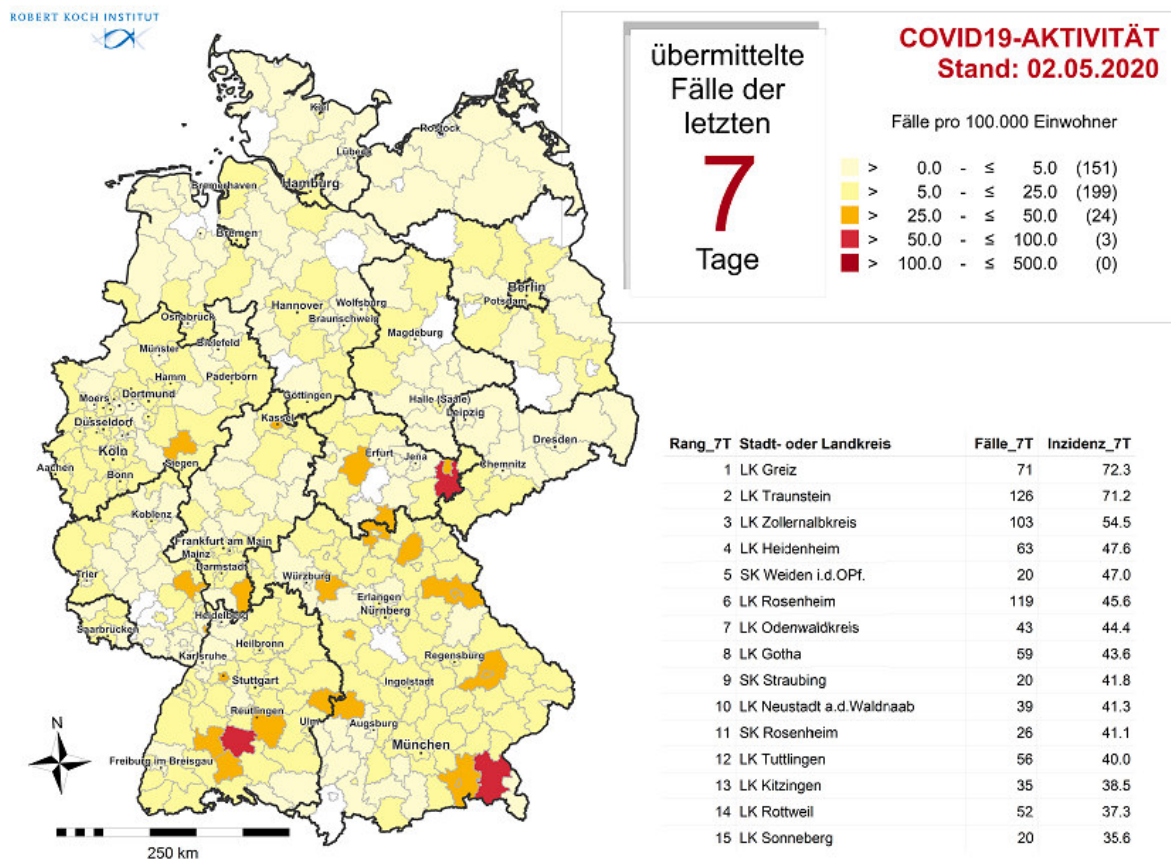 ROBERT KOCH INSTITUT
übermittelte
Fälle der
letzten
7
Tage
COVID19-AKTIVITÄT
Stand: 02.05.2020
Fälle pro 100.000 Einwohner
> 0.0 - ≤ 5.0 (151)
> 5.0 - ≤ 25.0 (199)
> 25.0 - ≤ 50.0 (24)
> 50.0 - ≤ 100.0 (3)
> 100.0 - ≤ 500.0 (0)
Kiel
Rostock
Lübeck
Bremerhaven
Hamburg
Bremen
Berlin
Hannover
Wolfsburg
Potsdam
Osnabrück
Braunschweig
Magdeburg
Münster
Bielefeld
Hamm
Paderborn
Moers
Dortmund
Göttingen
Halle (Saale)
Leipzig
Düsseldorf
Kassel
Dresden
Köln
Erfurt
Jena
Chemnitz
Aachen
Siegen
Bonn
Koblenz
Frankfurt am Main
Mainz
Darmstadt
Trier
Würzburg
Erlangen
Nürnberg
Heidelberg
Saarbrücken
Heilbronn
Karlsruhe
Regensburg
Stuttgart
Ingolstadt
Reutlingen
Ulm
Augsburg
München
Freiburg im Breisgau
N
250 km
Rang_7T Stadt- oder Landkreis Fälle_7T Inzidenz_7T
1 LK Greiz 71 72.3
2 LK Traunstein 126 71.2
3 LK Zollernalbkreis 103 54.5
4 LK Heidenheim 63 47.6
5 SK Weiden i.d.OPf. 20 47.0
6 LK Rosenheim 119 45.6
7 LK Odenwaldkreis 43 44.4
8 LK Gotha 59 43.6
9 SK Straubing 20 41.8
10 LK Neustadt a.d.Waldnaab 39 41.3
11 SK Rosenheim 26 41.1
12 LK Tuttlingen 56 40.0
13 LK Kitzingen 35 38.5
14 LK Rottweil 52 37.3
15 LK Sonneberg 20 35.6